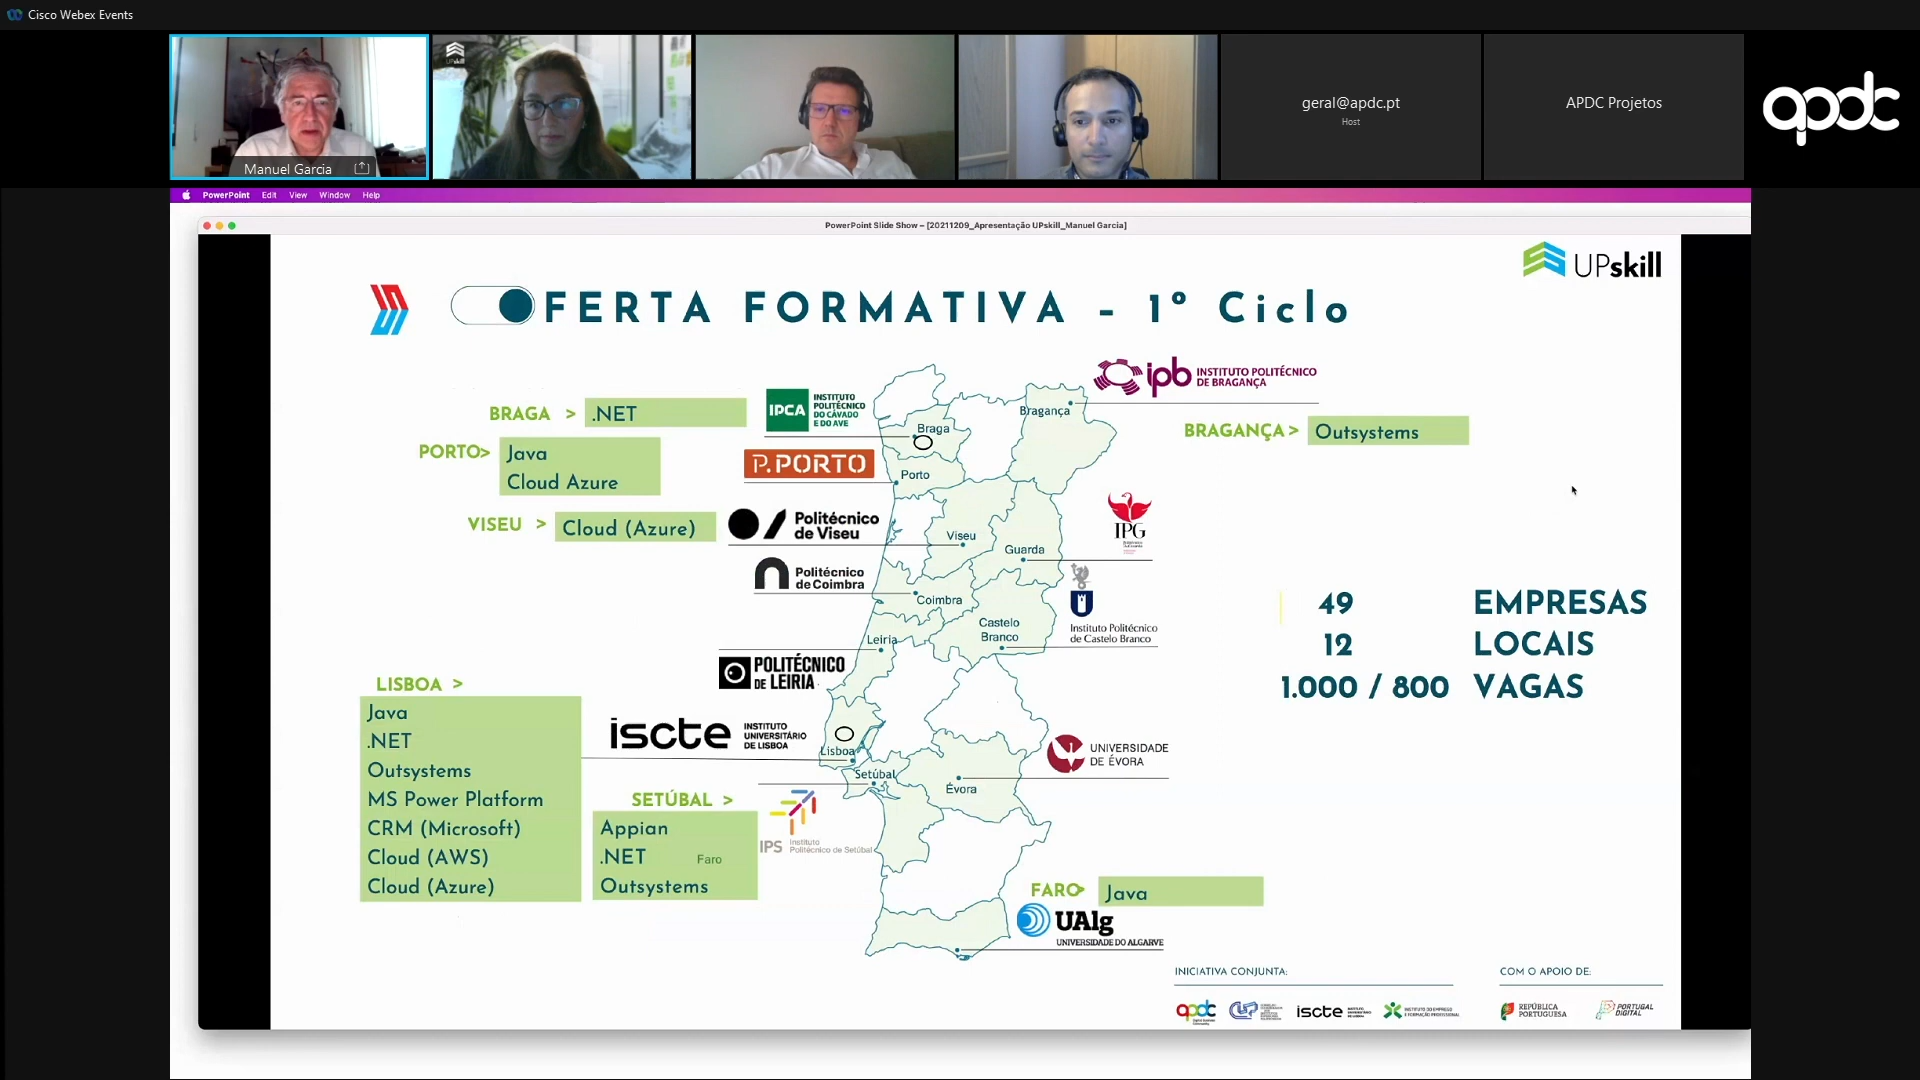 Cisco Webex Events
UPskill
Manuel Garcia
geral@apdc.pt
Host
APDC Projetos
apdc
PowerPoint Edit View Window Help
PowerPoint Slide Show – [20211209_Apresentação UPskill_Manuel Garcia]
UPskill
FERTA FORMATIVA - 1º Ciclo
ipb INSTITUTO POLITÉCNICO
DE BRAGANÇA
BRAGA > .NET
IPCA INSTITUTO
POLITÉCNICO
DO CÁVADO
E DO AVE
Bragança
Braga
BRAGANÇA > Outsystems
PORTO> Java
Cloud Azure
P.PORTO
Porto
VISEU > Cloud (Azure)
Politécnico
de Viseu
Viseu
IPG
Guarda
Politécnico
de Coimbra
Coimbra
Instituto Politécnico
de Castelo Branco
Castelo
Branco
49 EMPRESAS
12 LOCAIS
1.000 / 800 VAGAS
Leiria
POLITÉCNICO
DE LEIRIA
LISBOA >
Java
.NET
Outsystems
MS Power Platform
CRM (Microsoft)
Cloud (AWS)
Cloud (Azure)
iscte INSTITUTO
UNIVERSITÁRIO
DE LISBOA
Lisboa
UNIVERSIDADE
DE ÉVORA
Setúbal
Évora
SETÚBAL >
Appian
.NET Faro
Outsystems
IPS Instituto
Politécnico de Setúbal
FARO> Java
UAlg
UNIVERSIDADE DO ALGARVE
INICIATIVA CONJUNTA:
COM O APOIO DE:
apdc
iscte
INSTITUTO DO EMPREGO
E FORMAÇÃO PROFISSIONAL
REPÚBLICA
PORTUGUESA
PORTUGAL
DIGITAL